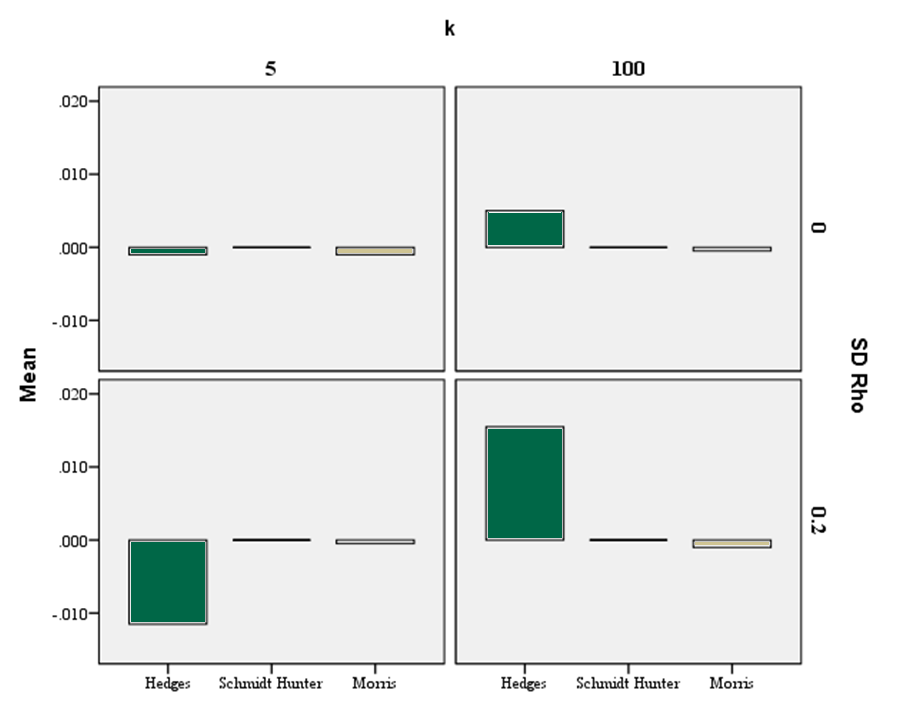 k
5 100
.020
.010
.000
-.010
0
Mean
SD Rho
.020
.010
.000
-.010
0.2
Hedges Schmidt Hunter Morris Hedges Schmidt Hunter Morris